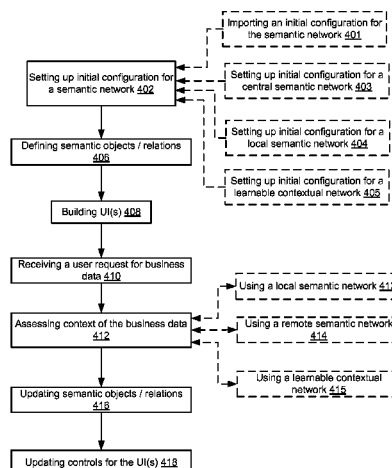 Importing an initial configuration for
the semantic network 401
Setting up initial configuration for
a semantic network 402
Setting up initial configuration for a
central semantic network 403
Setting up initial configuration for
a local semantic network 404
Setting up initial configuration for a
learnable contextual network 405
Defining semantic objects / relations
406
Building UI(s) 408
Receiving a user request for business
data 410
Assessing context of the business data
412
Using a local semantic network
Using a remote semantic network
414
Using a learnable contextual
network 415
Updating semantic objects / relations
416
Updating controls for the UI(s) 418